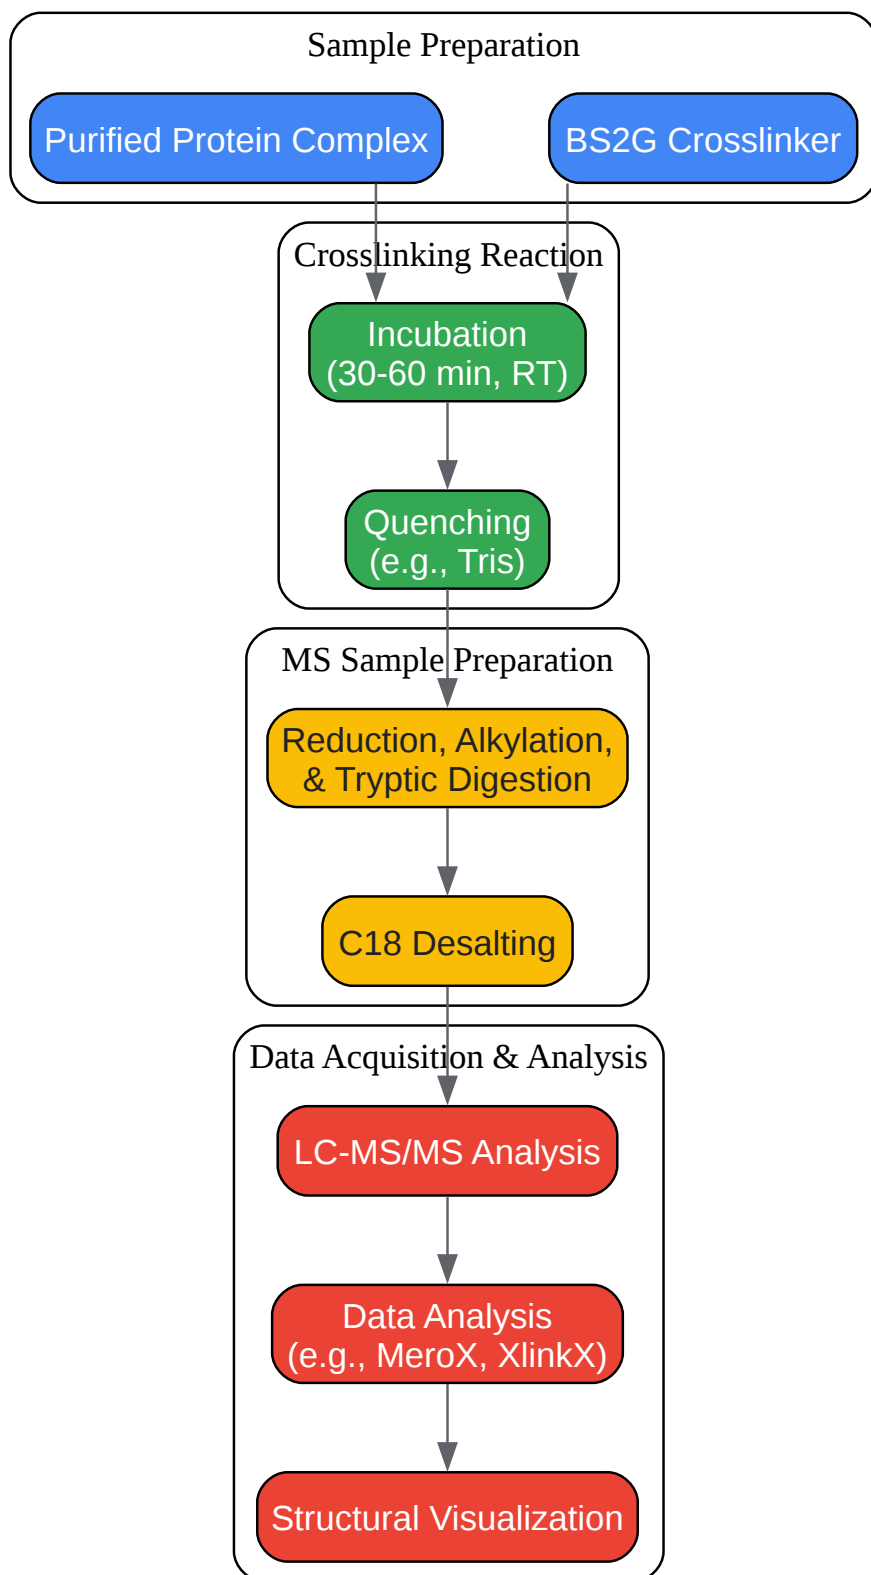 Sample Preparation
Purified Protein Complex
BS2G Crosslinker
Crosslinking Reaction
Incubation
(30-60 min, RT)
Quenching
(e.g., Tris)
MS Sample Preparation
Reduction, Alkylation,
& Tryptic Digestion
C18 Desalting
Data Acquisition & Analysis
LC-MS/MS Analysis
Data Analysis
(e.g., MeroX, XlinkX)
Structural Visualization